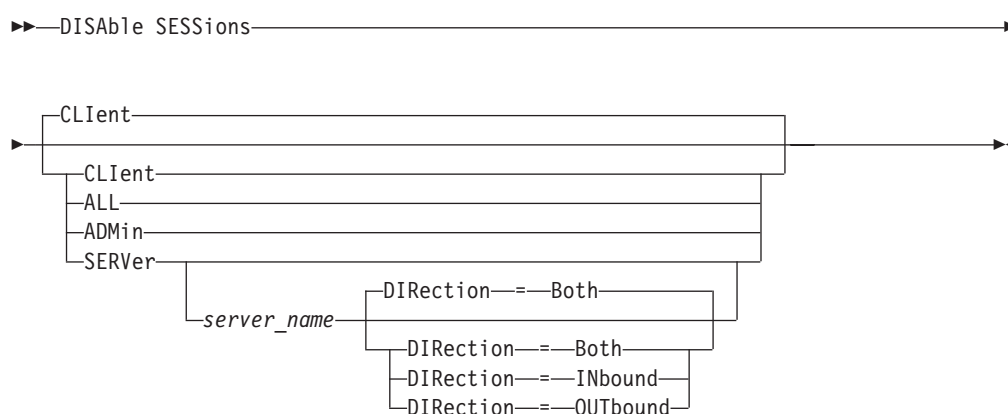 DISAble SESSions
CLIent
CLIent
ALL
ADMin
SERVer
DIRection = Both
server_name
DIRection = Both
DIRection = INbound
DIRection = OUTbound